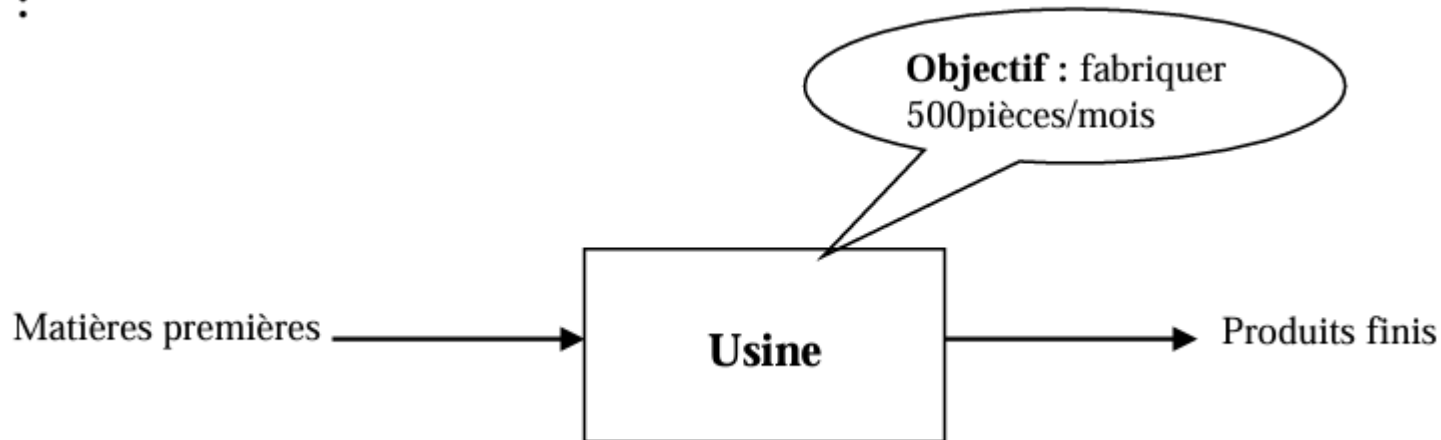 :
Objectif : fabriquer
500pièces/mois
Matières premières
Usine
Produits finis